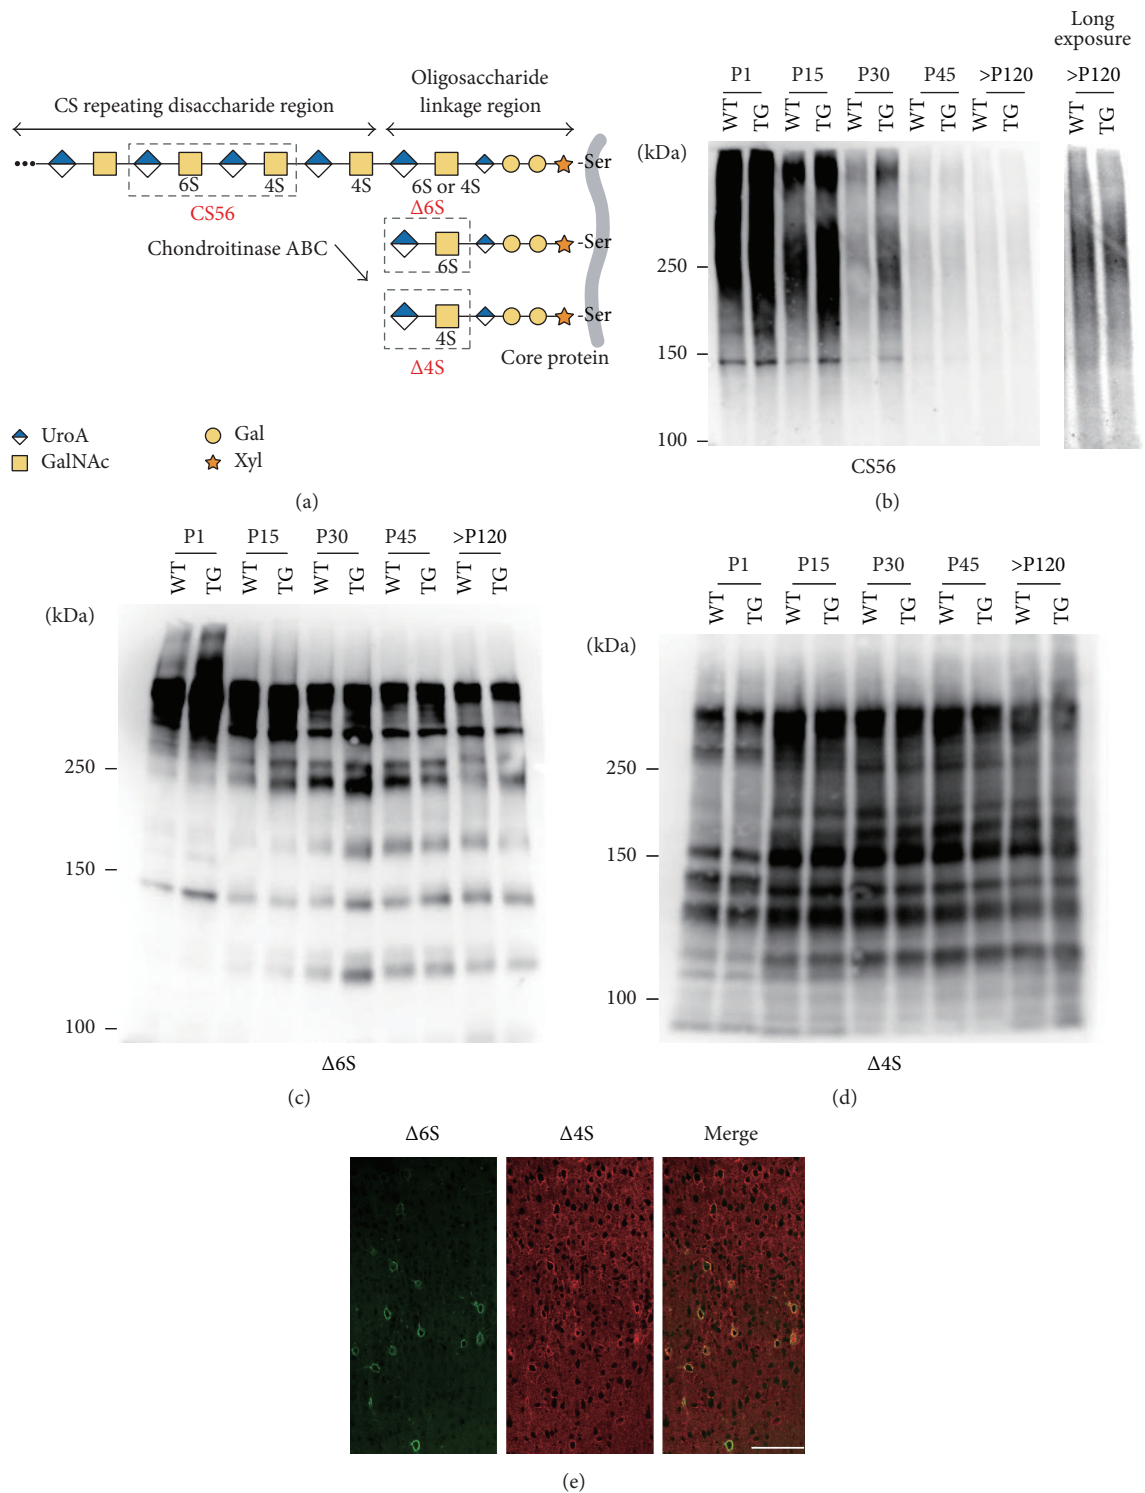 CS repeating disaccharide region
Oligosaccharide
linkage region
-Ser
6S
4S
4S
6S or 4S
CS56
Δ6S
Chondroitinase ABC
-Ser
6S
-Ser
4S
Δ4S
Core protein
UroA
Gal
GalNAc
Xyl
(a)
Long
exposure
P1 P15 P30 P45 >P120 >P120
WT TG WT TG WT TG WT TG WT TG WT TG
(kDa)
250
150
100
CS56
(b)
P1 P15 P30 P45 >P120
WT TG WT TG WT TG WT TG WT TG
(kDa)
250
150
100
Δ6S
(c)
P1 P15 P30 P45 >P120
WT TG WT TG WT TG WT TG WT TG
(kDa)
250
150
100
Δ4S
(d)
Δ6S Δ4S Merge
(e)